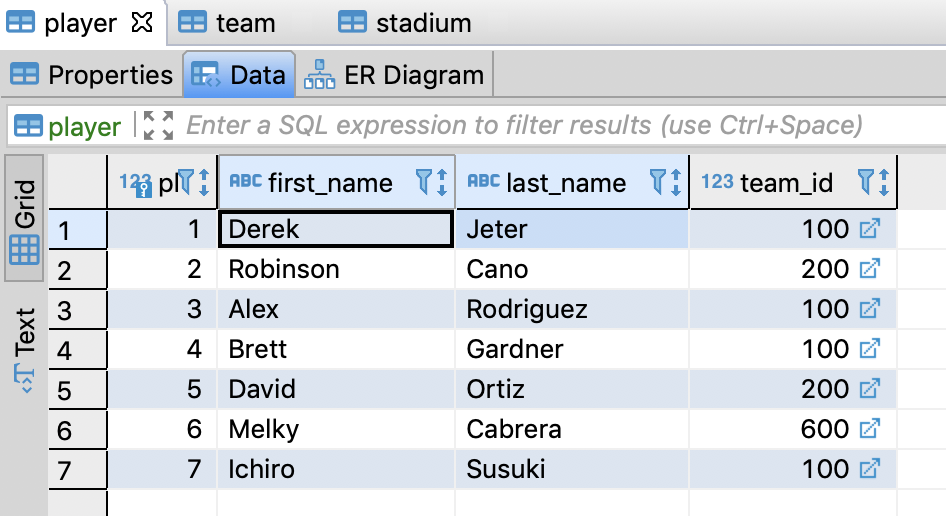 player team stadium
Properties Data ER Diagram
player Enter a SQL expression to filter results (use Ctrl+Space)
Grid
Text
123 pl ABC first_name ABC last_name 123 team_id
1 1 Derek Jeter 100
2 2 Robinson Cano 200
3 3 Alex Rodriguez 100
4 4 Brett Gardner 100
5 5 David Ortiz 200
6 6 Melky Cabrera 600
7 7 Ichiro Susuki 100